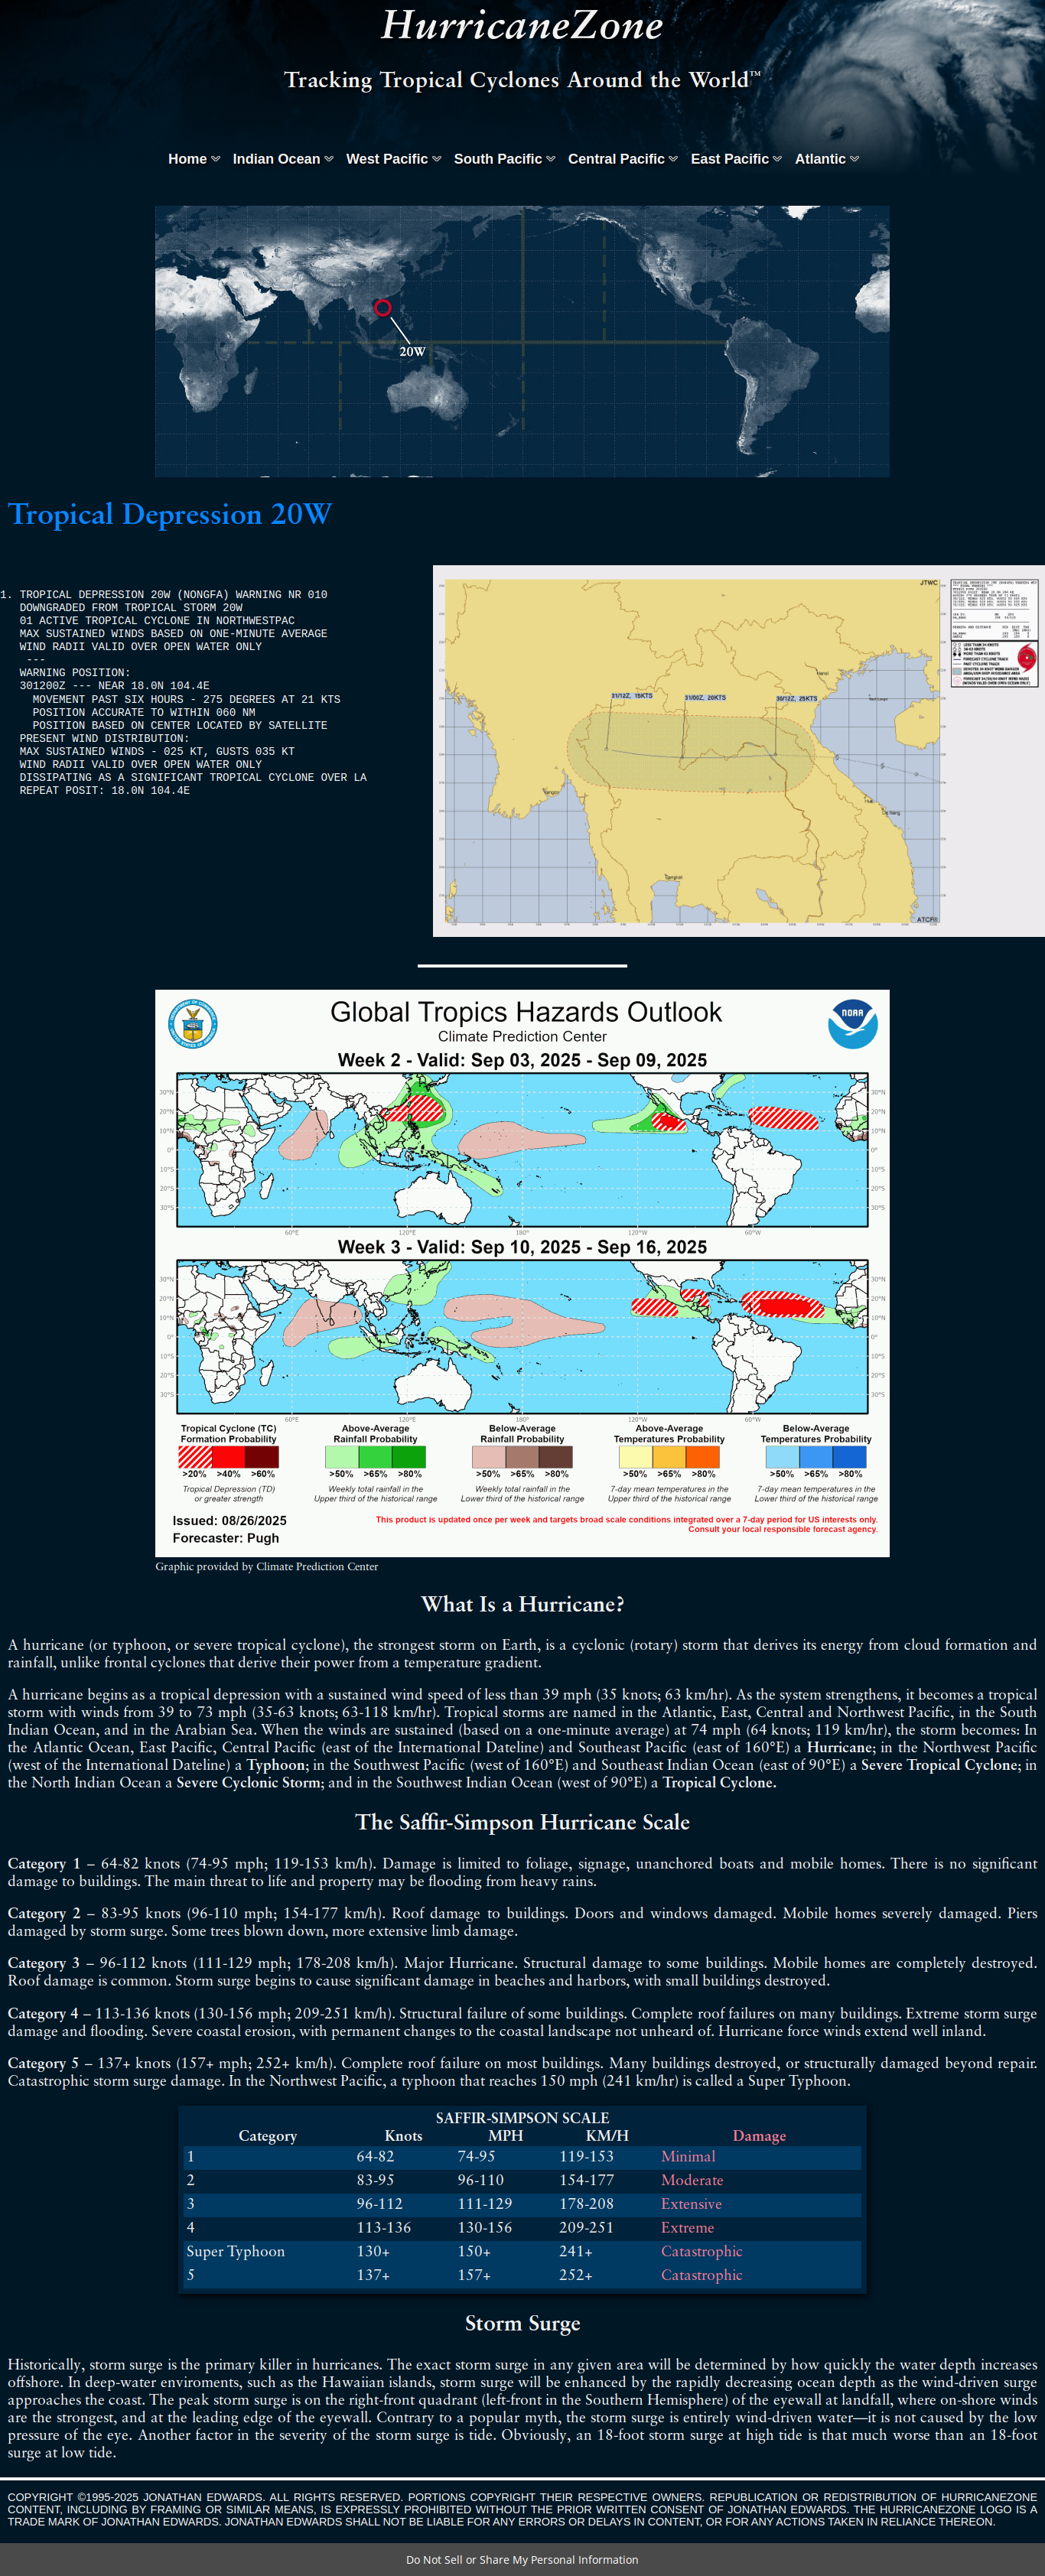 HurricaneZone
Tracking Tropical Cyclones Around the World™
Home Indian Ocean West Pacific South Pacific Central Pacific East Pacific Atlantic
20W
Tropical Depression 20W
1. TROPICAL DEPRESSION 20W (NONGFA) WARNING NR 010
DOWNGRADED FROM TROPICAL STORM 20W
01 ACTIVE TROPICAL CYCLONE IN NORTHWESTPAC
MAX SUSTAINED WINDS BASED ON ONE-MINUTE AVERAGE
WIND RADII VALID OVER OPEN WATER ONLY
---
WARNING POSITION:
301200Z --- NEAR 18.0N 104.4E
MOVEMENT PAST SIX HOURS - 275 DEGREES AT 21 KTS
POSITION ACCURATE TO WITHIN 060 NM
POSITION BASED ON CENTER LOCATED BY SATELLITE
PRESENT WIND DISTRIBUTION:
MAX SUSTAINED WINDS - 025 KT, GUSTS 035 KT
WIND RADII VALID OVER OPEN WATER ONLY
DISSIPATING AS A SIGNIFICANT TROPICAL CYCLONE OVER LA
REPEAT POSIT: 18.0N 104.4E
JTWC
31/12Z, 15KTS
31/00Z, 20KTS
30/12Z, 25KTS
Hanoi
Hue
Da Nang
ATCFII
Global Tropics Hazards Outlook
Climate Prediction Center
NOAA
Week 2 - Valid: Sep 03, 2025 - Sep 09, 2025
30°N 30°N
20°N 20°N
10°N 10°N
0° 0°
10°S 10°S
20°S 20°S
30°S 30°S
60°E 120°E 180° 120°W 60°W
Week 3 - Valid: Sep 10, 2025 - Sep 16, 2025
30°N 30°N
20°N 20°N
10°N 10°N
0° 0°
10°S 10°S
20°S 20°S
30°S 30°S
60°E 120°E 180° 120°W 60°W
Tropical Cyclone (TC) Above-Average Below-Average Above-Average Below-Average
Formation Probability Rainfall Probability Rainfall Probability Temperatures Probability Temperatures Probability
>20% >40% >60% >50% >65% >80% >50% >65% >80% >50% >65% >80% >50% >65% >80%
Tropical Depression (TD) Weekly total rainfall in the Weekly total rainfall in the 7-day mean temperatures in the 7-day mean temperatures in the
or greater strength Upper third of the historical range Lower third of the historical range Upper third of the historical range Lower third of the historical range
Issued: 08/26/2025
Forecaster: Pugh
This product is updated once per week and targets broad scale conditions integrated over a 7-day period for US interests only.
Consult your local responsible forecast agency.
Graphic provided by Climate Prediction Center
What Is a Hurricane?
A hurricane (or typhoon, or severe tropical cyclone), the strongest storm on Earth, is a cyclonic (rotary) storm that derives its energy from cloud formation and
rainfall, unlike frontal cyclones that derive their power from a temperature gradient.
A hurricane begins as a tropical depression with a sustained wind speed of less than 39 mph (35 knots; 63 km/hr). As the system strengthens, it becomes a tropical
storm with winds from 39 to 73 mph (35-63 knots; 63-118 km/hr). Tropical storms are named in the Atlantic, East, Central and Northwest Pacific, in the South
Indian Ocean, and in the Arabian Sea. When the winds are sustained (based on a one-minute average) at 74 mph (64 knots; 119 km/hr), the storm becomes: In
the Atlantic Ocean, East Pacific, Central Pacific (east of the International Dateline) and Southeast Pacific (east of 160°E) a Hurricane; in the Northwest Pacific
(west of the International Dateline) a Typhoon; in the Southwest Pacific (west of 160°E) and Southeast Indian Ocean (east of 90°E) a Severe Tropical Cyclone; in
the North Indian Ocean a Severe Cyclonic Storm; and in the Southwest Indian Ocean (west of 90°E) a Tropical Cyclone.
The Saffir-Simpson Hurricane Scale
Category 1 – 64-82 knots (74-95 mph; 119-153 km/h). Damage is limited to foliage, signage, unanchored boats and mobile homes. There is no significant
damage to buildings. The main threat to life and property may be flooding from heavy rains.
Category 2 – 83-95 knots (96-110 mph; 154-177 km/h). Roof damage to buildings. Doors and windows damaged. Mobile homes severely damaged. Piers
damaged by storm surge. Some trees blown down, more extensive limb damage.
Category 3 – 96-112 knots (111-129 mph; 178-208 km/h). Major Hurricane. Structural damage to some buildings. Mobile homes are completely destroyed.
Roof damage is common. Storm surge begins to cause significant damage in beaches and harbors, with small buildings destroyed.
Category 4 – 113-136 knots (130-156 mph; 209-251 km/h). Structural failure of some buildings. Complete roof failures on many buildings. Extreme storm surge
damage and flooding. Severe coastal erosion, with permanent changes to the coastal landscape not unheard of. Hurricane force winds extend well inland.
Category 5 – 137+ knots (157+ mph; 252+ km/h). Complete roof failure on most buildings. Many buildings destroyed, or structurally damaged beyond repair.
Catastrophic storm surge damage. In the Northwest Pacific, a typhoon that reaches 150 mph (241 km/hr) is called a Super Typhoon.
SAFFIR-SIMPSON SCALE
Category Knots MPH KM/H Damage
1 64-82 74-95 119-153 Minimal
2 83-95 96-110 154-177 Moderate
3 96-112 111-129 178-208 Extensive
4 113-136 130-156 209-251 Extreme
Super Typhoon 130+ 150+ 241+ Catastrophic
5 137+ 157+ 252+ Catastrophic
Storm Surge
Historically, storm surge is the primary killer in hurricanes. The exact storm surge in any given area will be determined by how quickly the water depth increases
offshore. In deep-water enviroments, such as the Hawaiian islands, storm surge will be enhanced by the rapidly decreasing ocean depth as the wind-driven surge
approaches the coast. The peak storm surge is on the right-front quadrant (left-front in the Southern Hemisphere) of the eyewall at landfall, where on-shore winds
are the strongest, and at the leading edge of the eyewall. Contrary to a popular myth, the storm surge is entirely wind-driven water—it is not caused by the low
pressure of the eye. Another factor in the severity of the storm surge is tide. Obviously, an 18-foot storm surge at high tide is that much worse than an 18-foot
surge at low tide.
COPYRIGHT ©1995-2025 JONATHAN EDWARDS. ALL RIGHTS RESERVED. PORTIONS COPYRIGHT THEIR RESPECTIVE OWNERS. REPUBLICATION OR REDISTRIBUTION OF HURRICANEZONE
CONTENT, INCLUDING BY FRAMING OR SIMILAR MEANS, IS EXPRESSLY PROHIBITED WITHOUT THE PRIOR WRITTEN CONSENT OF JONATHAN EDWARDS. THE HURRICANEZONE LOGO IS A
TRADE MARK OF JONATHAN EDWARDS. JONATHAN EDWARDS SHALL NOT BE LIABLE FOR ANY ERRORS OR DELAYS IN CONTENT, OR FOR ANY ACTIONS TAKEN IN RELIANCE THEREON.
Do Not Sell or Share My Personal Information